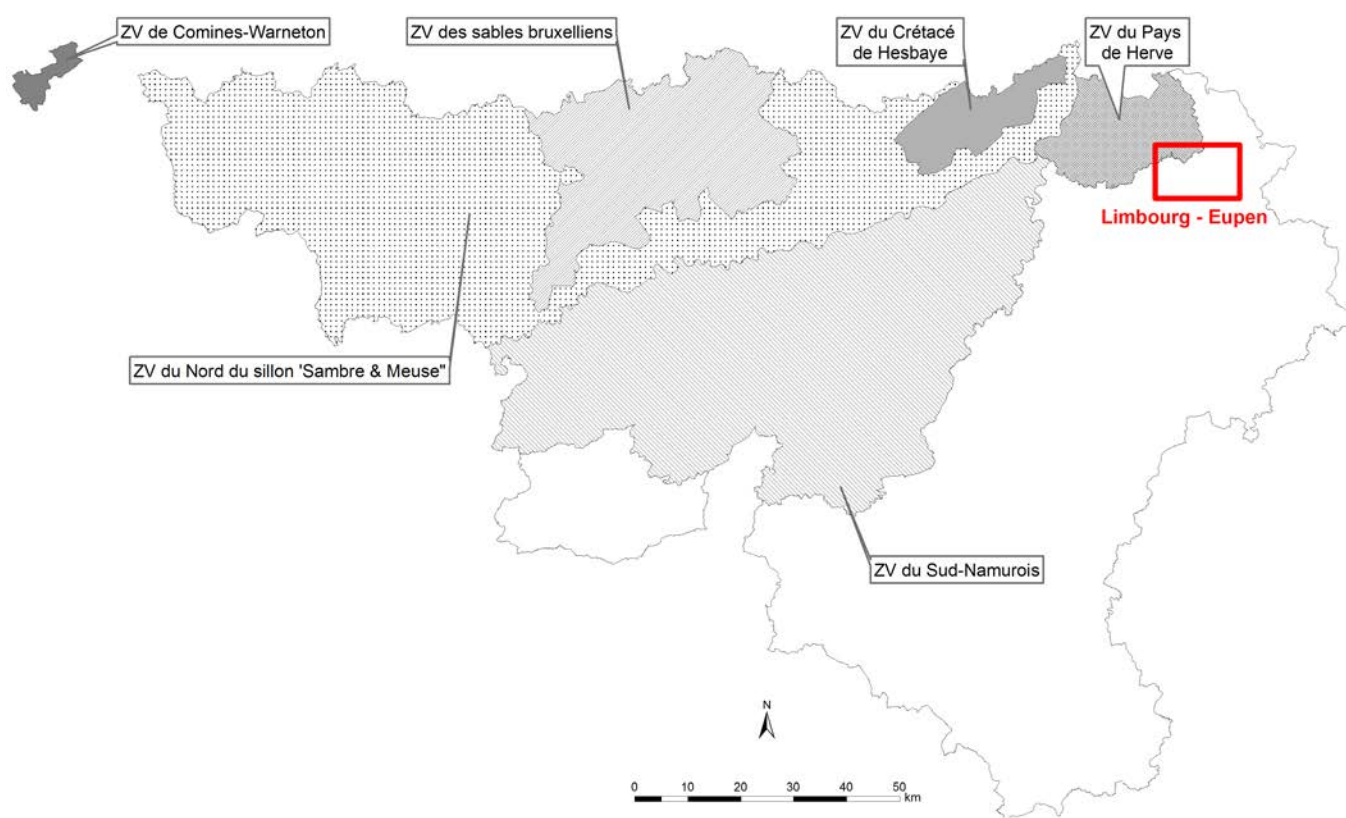 ZV de Comines-Warneton
ZV des sables bruxelliens
ZV du Crétacé
de Hesbaye
ZV du Pays
de Herve
Limbourg - Eupen
ZV du Nord du sillon 'Sambre & Meuse"
ZV du Sud-Namurois
N
0 10 20 30 40 50
km